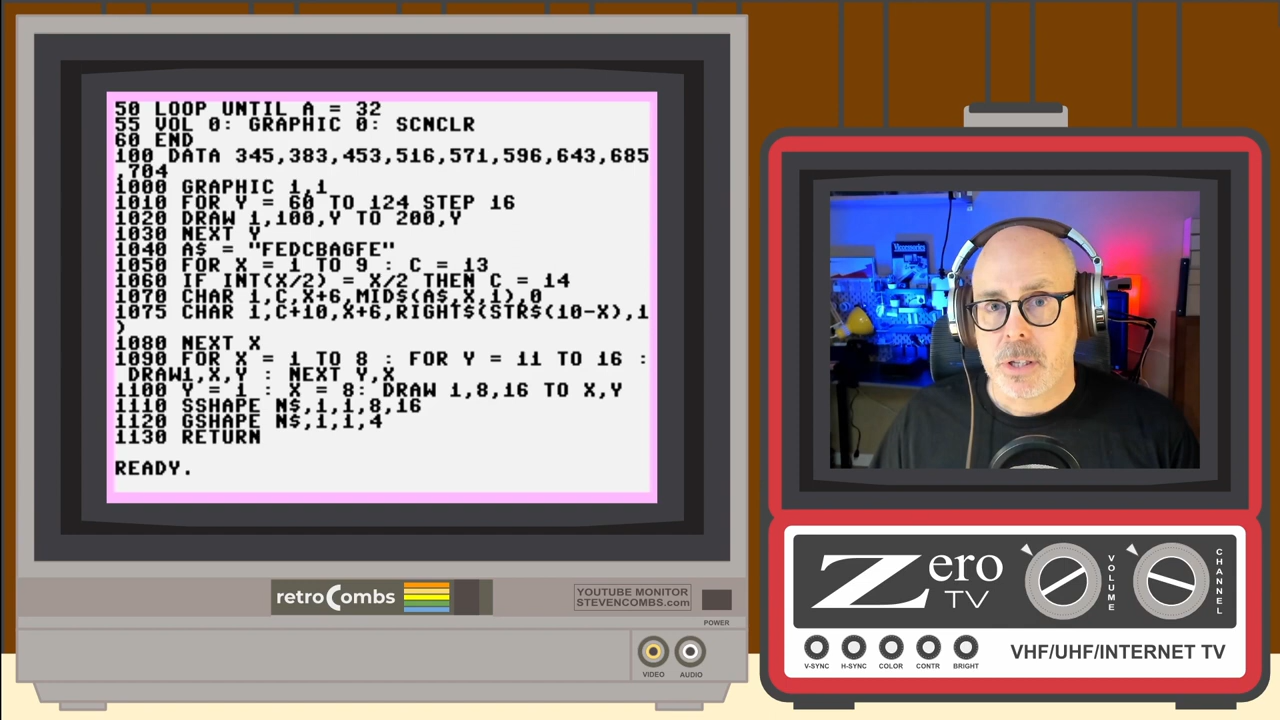 50 LOOP UNTIL A = 32
55 VOL 0: GRAPHIC 0: SCNCLR
60 END
100 DATA 345,383,453,516,571,596,643,685
,704
1000 GRAPHIC 1,1
1010 FOR Y = 60 TO 124 STEP 16
1020 DRAW 1,100,Y TO 200,Y
1030 NEXT Y
1040 A$ = "FEDCBAGFE"
1050 FOR X = 1 TO 9 : C = 13
1060 IF INT(X/2) = X/2 THEN C = 14
1070 CHAR 1,C,X+6,MID$(A$,X,1),0
1075 CHAR 1,C+10,X+6,RIGHT$(STR$(10-X),1
)
1080 NEXT X
1090 FOR X = 1 TO 8 : FOR Y = 11 TO 16 :
DRAW1,X,Y : NEXT Y,X
1100 Y = 1 : X = 8: DRAW 1,8,16 TO X,Y
1110 SSHAPE N$,1,1,8,16
1120 GSHAPE N$,1,1,4
1130 RETURN
READY.
retroCombs
YOUTUBE MONITOR
STEVENCOMBS.com
POWER
VIDEO
AUDIO
Accessories
Zero
TV
VOLUME
CHANNEL
V-SYNC
H-SYNC
COLOR
CONTR
BRIGHT
VHF/UHF/INTERNET TV